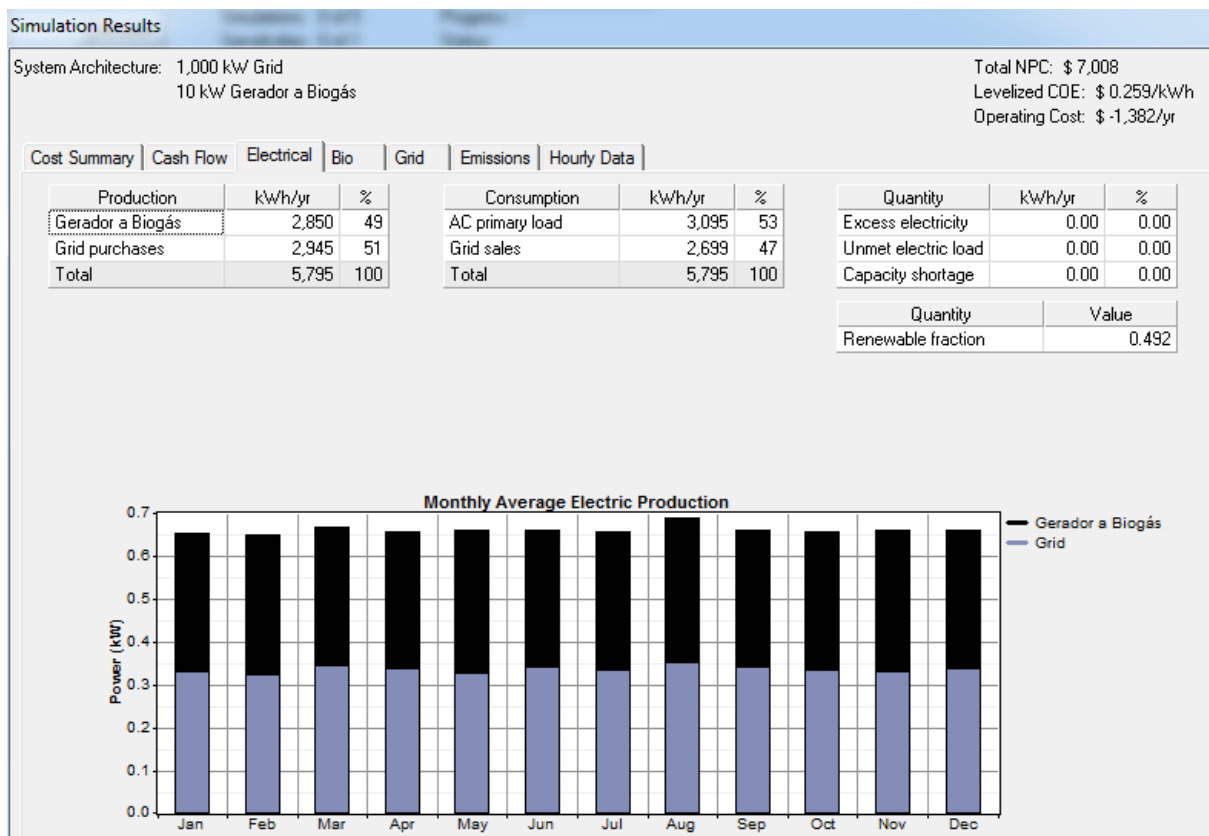 Simulation Results
System Architecture: 1,000 kW Grid
10 kW Gerador a Biogás
Total NPC: $ 7,008
Levelized COE: $ 0.259/kWh
Operating Cost: $ -1,382/yr
Cost Summary Cash Flow Electrical Bio Grid Emissions Hourly Data
Production kWh/yr %
Gerador a Biogás 2,850 49
Grid purchases 2,945 51
Total 5,795 100
Consumption kWh/yr %
AC primary load 3,095 53
Grid sales 2,699 47
Total 5,795 100
Quantity kWh/yr %
Excess electricity 0.00 0.00
Unmet electric load 0.00 0.00
Capacity shortage 0.00 0.00
Quantity Value
Renewable fraction 0.492
Monthly Average Electric Production
Gerador a Biogás
Grid
Power (kW)
0.7
0.6
0.5
0.4
0.3
0.2
0.1
0.0
Jan Feb Mar Apr May Jun Jul Aug Sep Oct Nov Dec